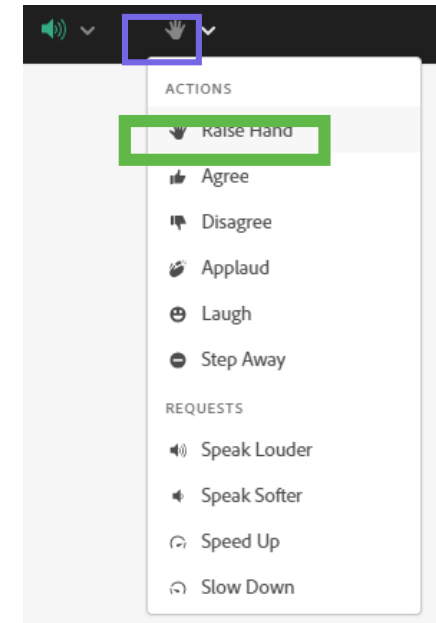 ACTIONS
Raise Hand
Agree
Disagree
Applaud
Laugh
Step Away
REQUESTS
Speak Louder
Speak Softer
Speed Up
Slow Down